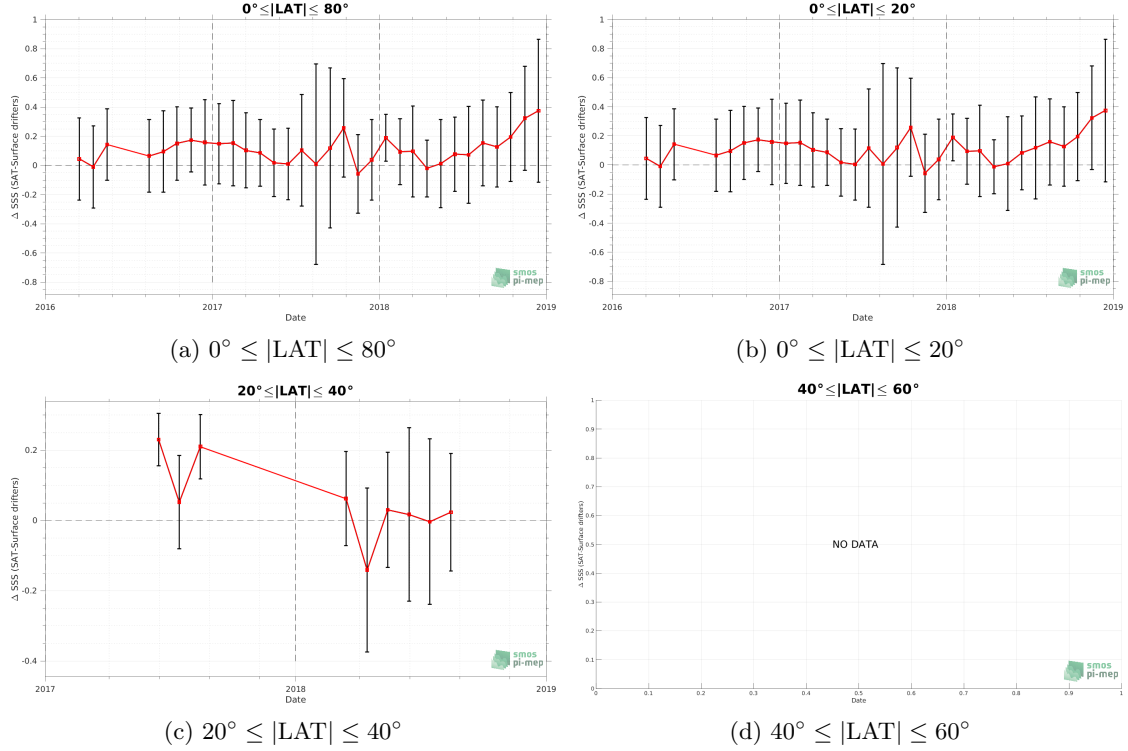 0°≤|LAT|≤ 80°
Δ SSS (SAT-Surface drifters)
1
0.8
0.6
0.4
0.2
0
-0.2
-0.4
-0.6
-0.8
2016
2017
2018
2019
Date
smos
pi-mep
(a) 0° ≤ |LAT| ≤ 80°
0°≤|LAT|≤ 20°
Δ SSS (SAT-Surface drifters)
1
0.8
0.6
0.4
0.2
0
-0.2
-0.4
-0.6
-0.8
2016
2017
2018
2019
Date
smos
pi-mep
(b) 0° ≤ |LAT| ≤ 20°
20°≤|LAT|≤ 40°
Δ SSS (SAT-Surface drifters)
0.2
0
-0.2
-0.4
2017
2018
2019
Date
smos
pi-mep
(c) 20° ≤ |LAT| ≤ 40°
40°≤|LAT|≤ 60°
Δ SSS (SAT-Surface drifters)
1
0.9
0.8
0.7
0.6
0.5
0.4
0.3
0.2
0.1
0
NO DATA
0
0.1
0.2
0.3
0.4
0.5
0.6
0.7
0.8
0.9
1
Date
smos
pi-mep
(d) 40° ≤ |LAT| ≤ 60°